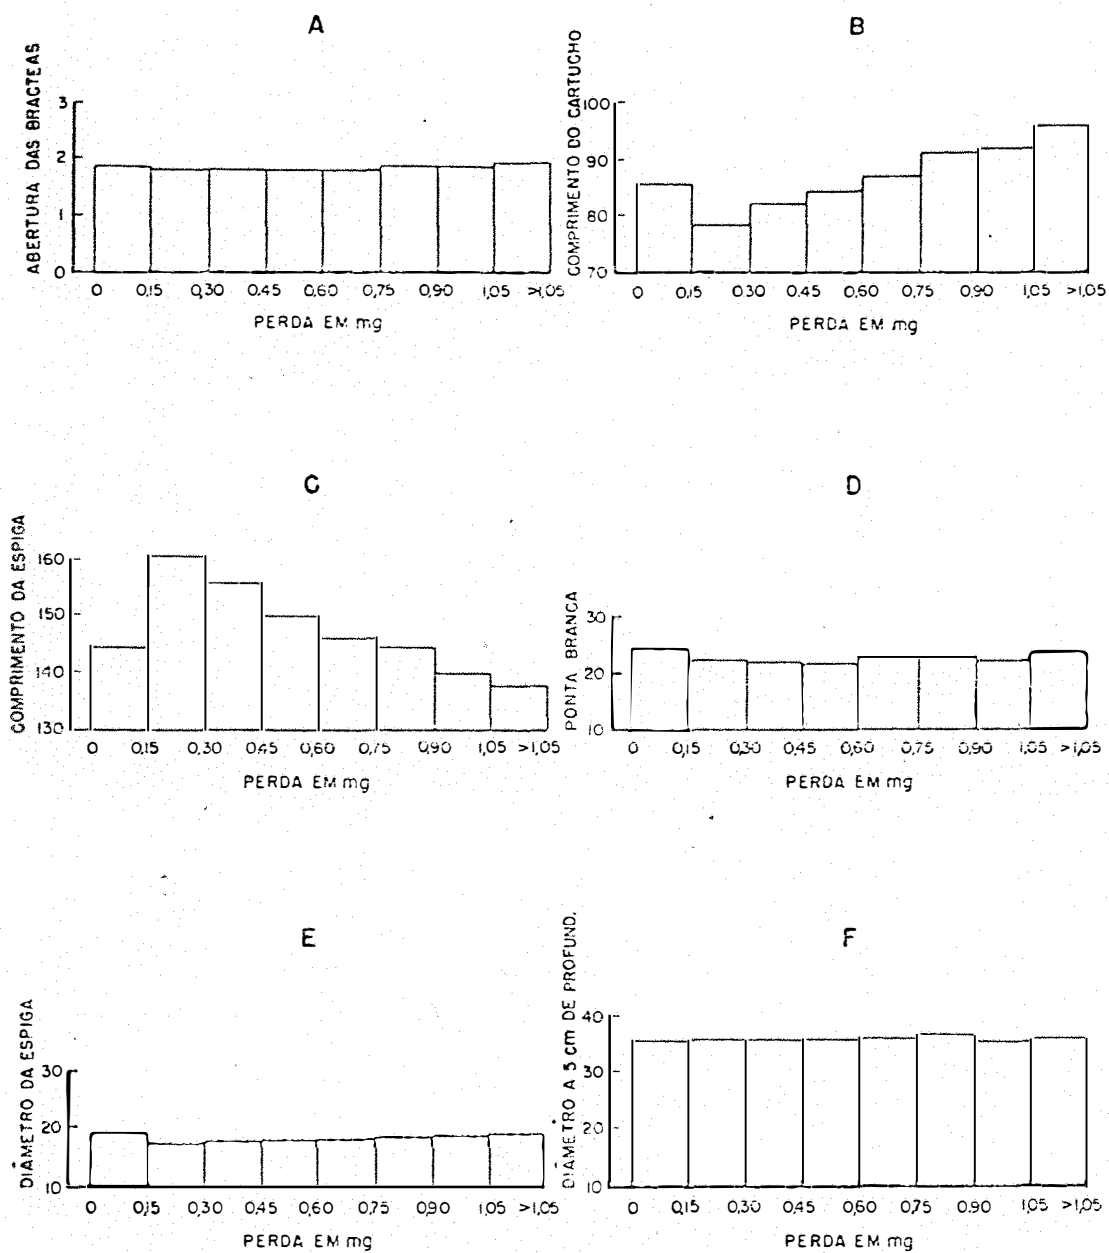 A
ABERTURA DAS BRACTEAS
3
2
1
0
0 0,15 0,30 0,45 0,60 0,75 0,90 1,05 >1,05
PERDA EM mg
B
COMPRIMENTO DO CARTUCHO
100
90
80
70
0 0,15 0,30 0,45 0,60 0,75 0,90 1,05 >1,05
PERDA EM mg
C
COMPRIMENTO DA ESPIGA
160
150
140
130
0 0,15 0,30 0,45 0,60 0,75 0,90 1,05 >1,05
PERDA EM mg
D
PONTA BRANCA
30
20
10
0 0,15 0,30 0,45 0,60 0,75 0,90 1,05 >1,05
PERDA EM mg
E
DIÂMETRO DA ESPIGA
30
20
10
0 0,15 0,30 0,45 0,60 0,75 0,90 1,05 >1,05
PERDA EM mg
F
DIÂMETRO A 5 cm DE PROFUND.
40
30
20
10
0 0,15 0,30 0,45 0,60 0,75 0,90 1,05 >1,05
PERDA EM mg